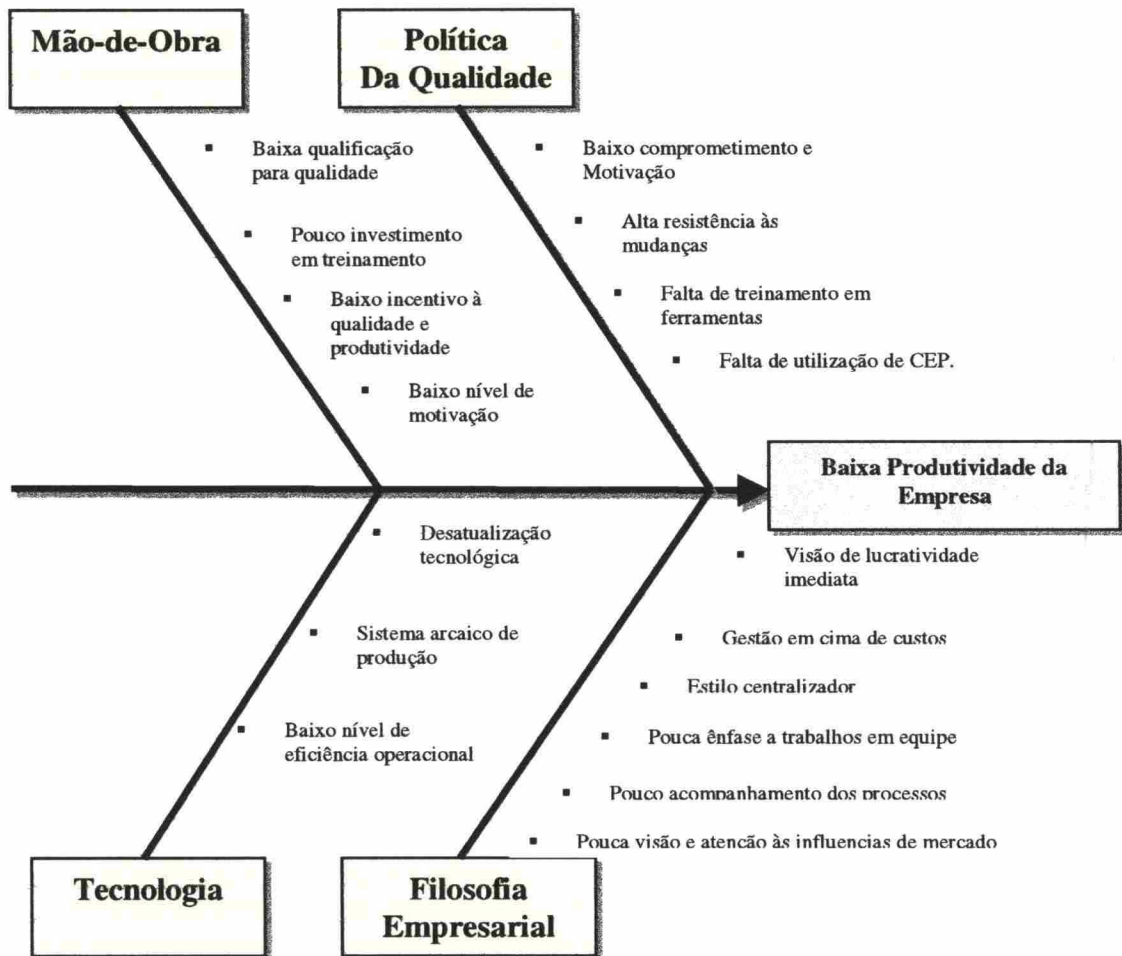 Mão-de-Obra
Política
Da Qualidade
Baixa qualificação
para qualidade
Pouco investimento
em treinamento
Baixo incentivo à
qualidade e
produtividade
Baixo nível de
motivação
Baixo comprometimento e
Motivação
Alta resistência às
mudanças
Falta de treinamento em
ferramentas
Falta de utilização de CEP.
Baixa Produtividade da
Empresa
Desatualização
tecnológica
Sistema arcaico de
produção
Baixo nível de
eficiência operacional
Visão de lucratividade
imediata
Gestão em cima de custos
Estilo centralizador
Pouca ênfase a trabalhos em equipe
Pouco acompanhamento dos processos
Pouca visão e atenção às influencias de mercado
Tecnologia
Filosofia
Empresarial